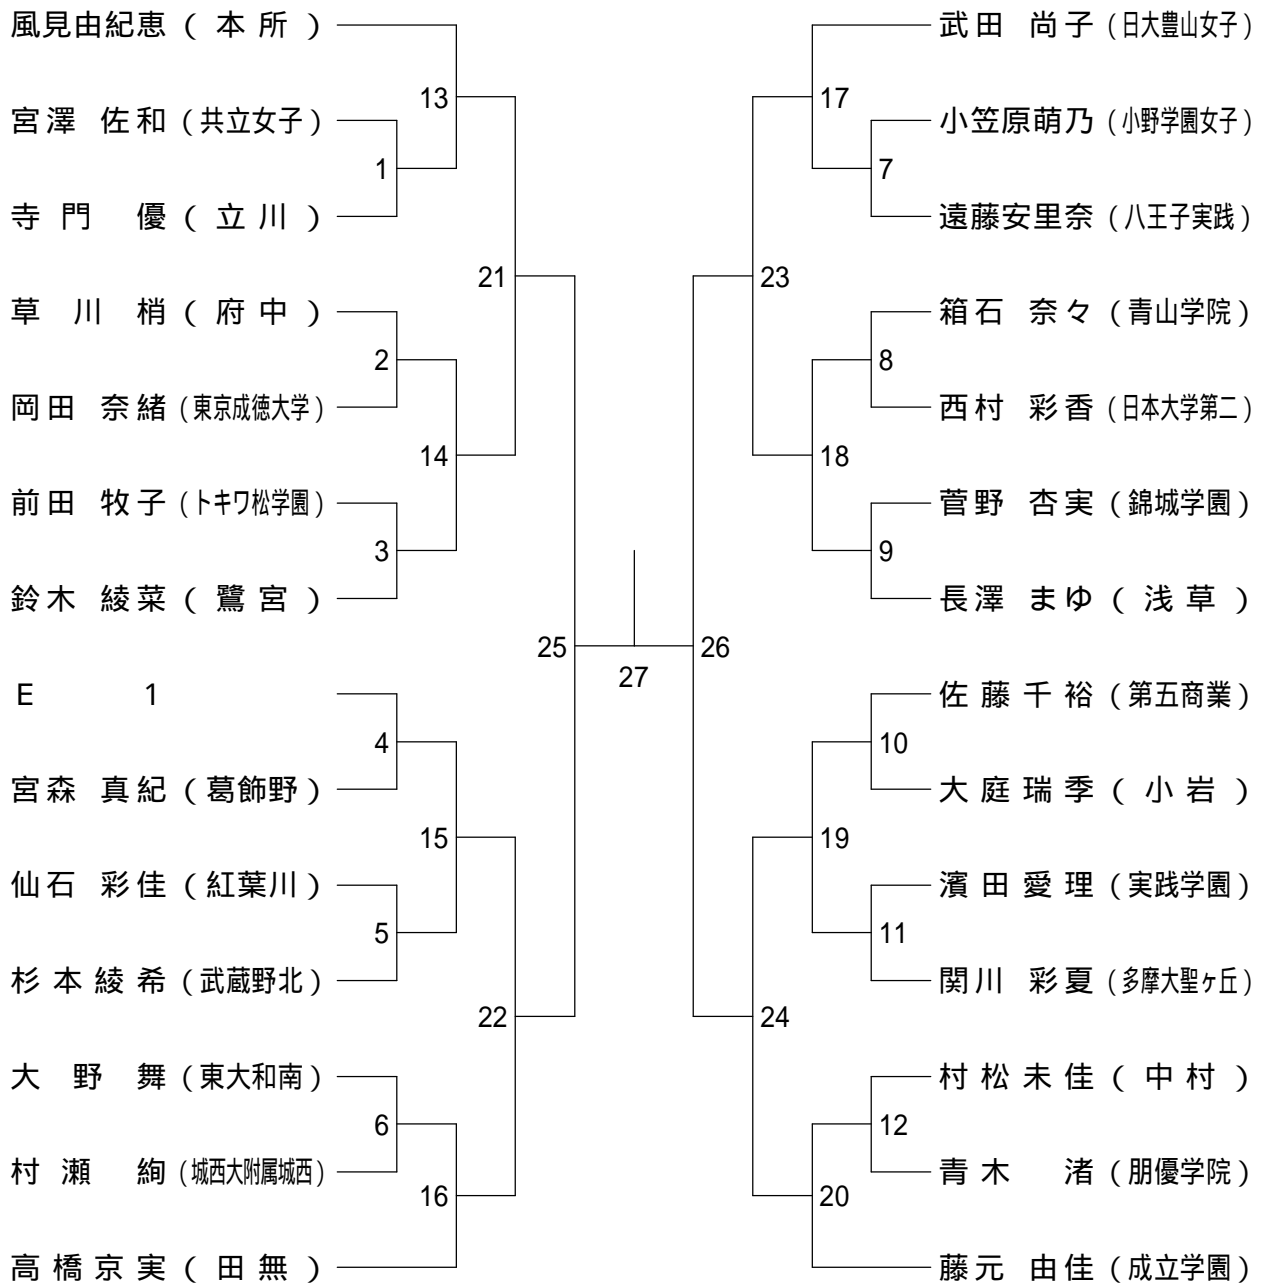 風見由紀恵（本所）
宮澤 佐和（共立女子）
寺門 優（立川）
草川 梢（府中）
岡田 奈緒（東京成徳大学）
前田 牧子（トキワ松学園）
鈴木 綾菜（鷺宮）
E 1
宮森 真紀（葛飾野）
仙石 彩佳（紅葉川）
杉本綾希（武蔵野北）
大野 舞（東大和南）
村瀬 絢（城西大附属城西）
高橋京実（田無）
1
2
3
4
5
6
13
14
15
16
21
22
25
27
26
23
24
17
18
19
20
7
8
9
10
11
12
武田 尚子（日大豊山女子）
小笠原萌乃（小野学園女子）
遠藤安里奈（八王子実践）
箱石 奈々（青山学院）
西村 彩香（日本大学第二）
菅野 杏実（錦城学園）
長澤 まゆ（浅草）
佐藤千裕（第五商業）
大庭瑞季（小岩）
濱田愛理（実践学園）
関川 彩夏（多摩大聖ヶ丘）
村松未佳（中村）
青木 渚（朋優学院）
藤元 由佳（成立学園）